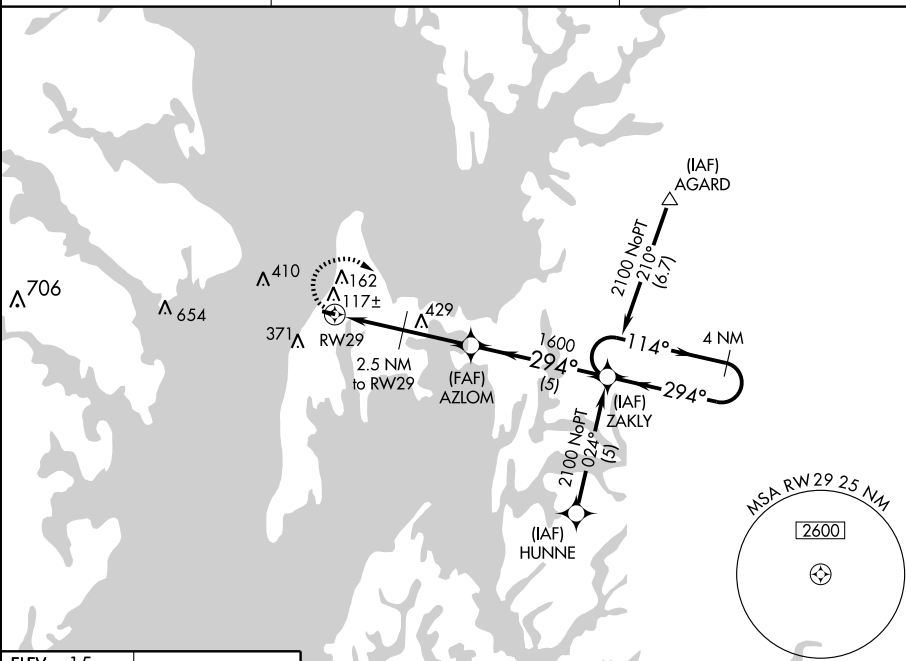 (IAF)
AGARD
2100 NoPT
210°
(6.7)
706
654
410
162
117±
371
RW29
429
2.5 NM
to RW29
(FAF)
AZLOM
1600
294°
(5)
114°
4 NM
294°
(IAF)
ZAKLY
2100 NoPT
024°
(5)
(IAF)
HUNNE
MSA RW29 25 NM
2600
ELEV 15